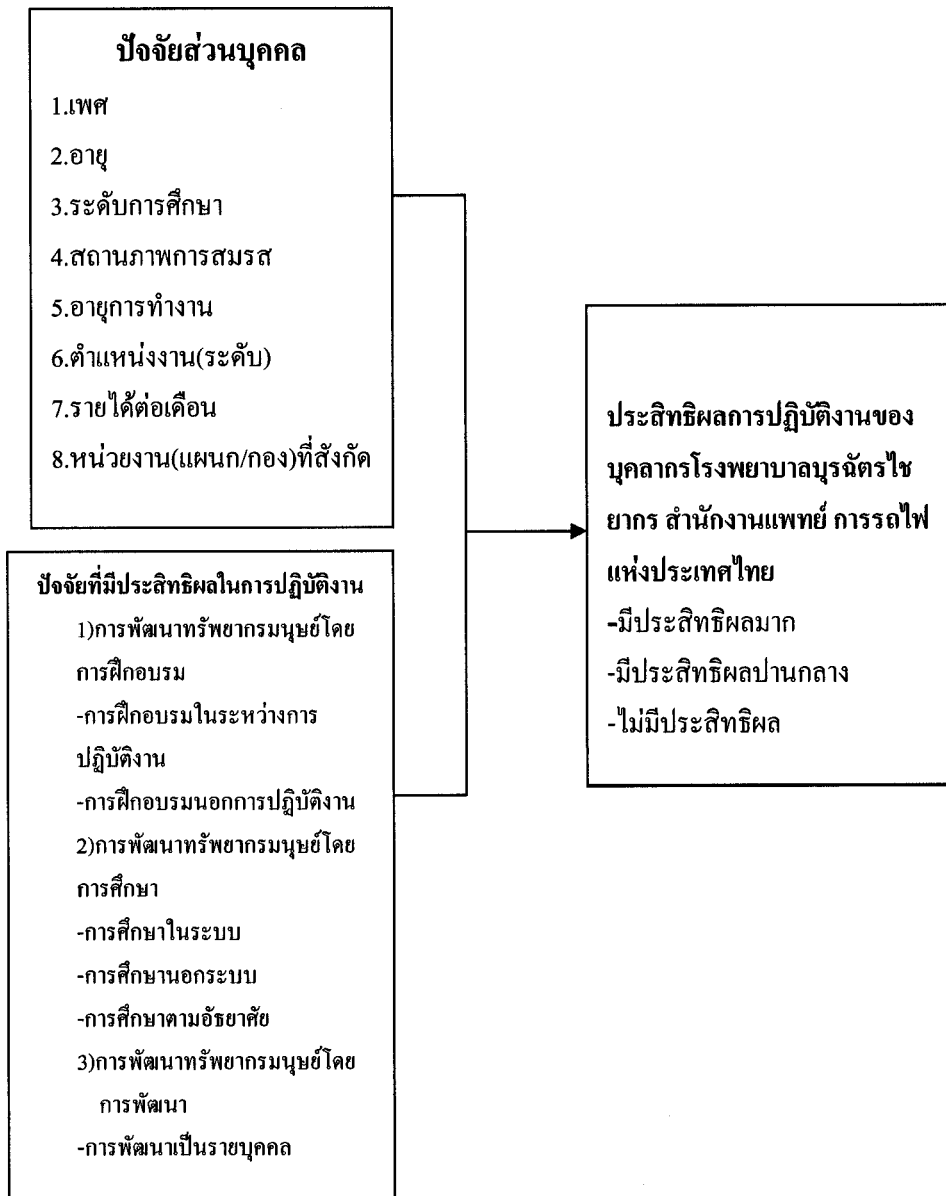 ปัจจัยส่วนบุคคล
1.เพศ
2.อายุ
3.ระดับการศึกษา
4.สถานภาพการสมรส
5.อายุการทำงาน
6.ตำแหน่งงาน(ระดับ)
7.รายได้ต่อเดือน
8.หน่วยงาน(แผนก/กอง)ที่สังกัด
ปัจจัยที่มีประสิทธิผลในการปฏิบัติงาน
1)การพัฒนาทรัพยากรมนุษย์โดย
การฝึกอบรม
-การฝึกอบรมในระหว่างการ
ปฏิบัติงาน
-การฝึกอบรมนอกการปฏิบัติงาน
2)การพัฒนาทรัพยากรมนุษย์โดย
การศึกษา
-การศึกษาในระบบ
-การศึกษานอกระบบ
-การศึกษาตามอัธยาศัย
3)การพัฒนาทรัพยากรมนุษย์โดย
การพัฒนา
-การพัฒนาเป็นรายบุคคล
ประสิทธิผลการปฏิบัติงานของ
บุคลากรโรงพยาบาลบุรฉัตรไช
ยากร สำนักงานแพทย์ การรถไฟ
แห่งประเทศไทย
-มีประสิทธิผลมาก
-มีประสิทธิผลปานกลาง
-ไม่มีประสิทธิผล